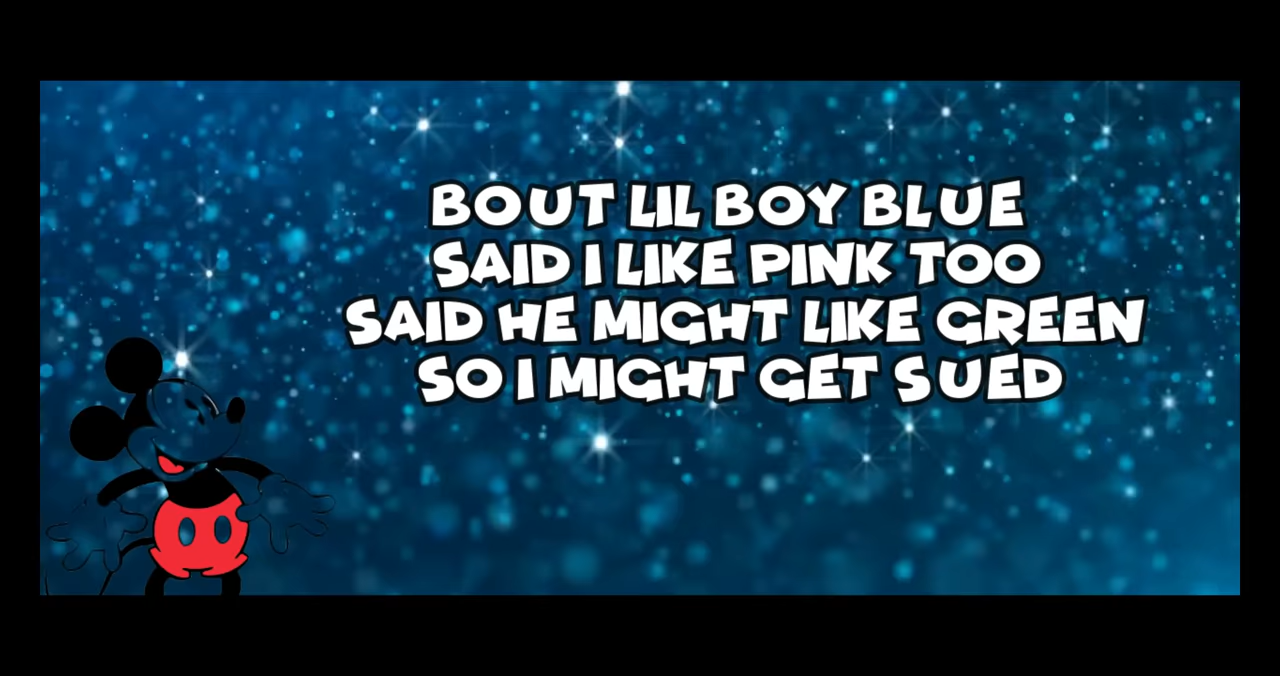 BOUT LIL BOY BLUE
SAID I LIKE PINK TOO
SAID HE MIGHT LIKE GREEN
SO I MIGHT GET SUED